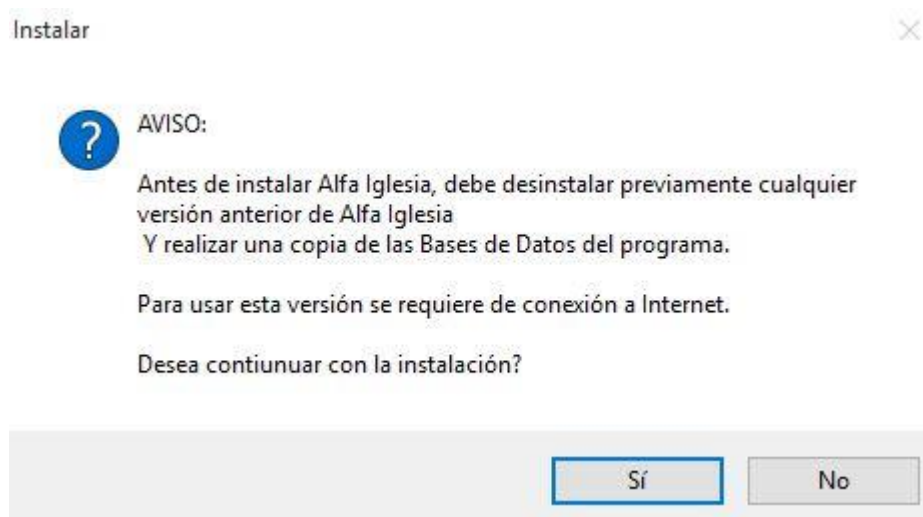 Instalar
AVISO:
Antes de instalar Alfa Iglesia, debe desinstalar previamente cualquier
versión anterior de Alfa Iglesia
Y realizar una copia de las Bases de Datos del programa.
Para usar esta versión se requiere de conexión a Internet.
Desea contiunuar con la instalación?
Sí
No